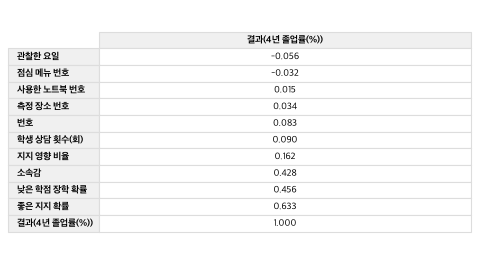 결과(4년 졸업률(%))
관찰한 요일 -0.056
점심 메뉴 번호 -0.032
사용한 노트북 번호 0.015
측정 장소 번호 0.034
번호 0.083
학생 상담 횟수(회) 0.090
지지 영향 비율 0.162
소속감 0.428
낮은 학점 장학 확률 0.456
좋은 지지 확률 0.633
결과(4년 졸업률(%)) 1.000